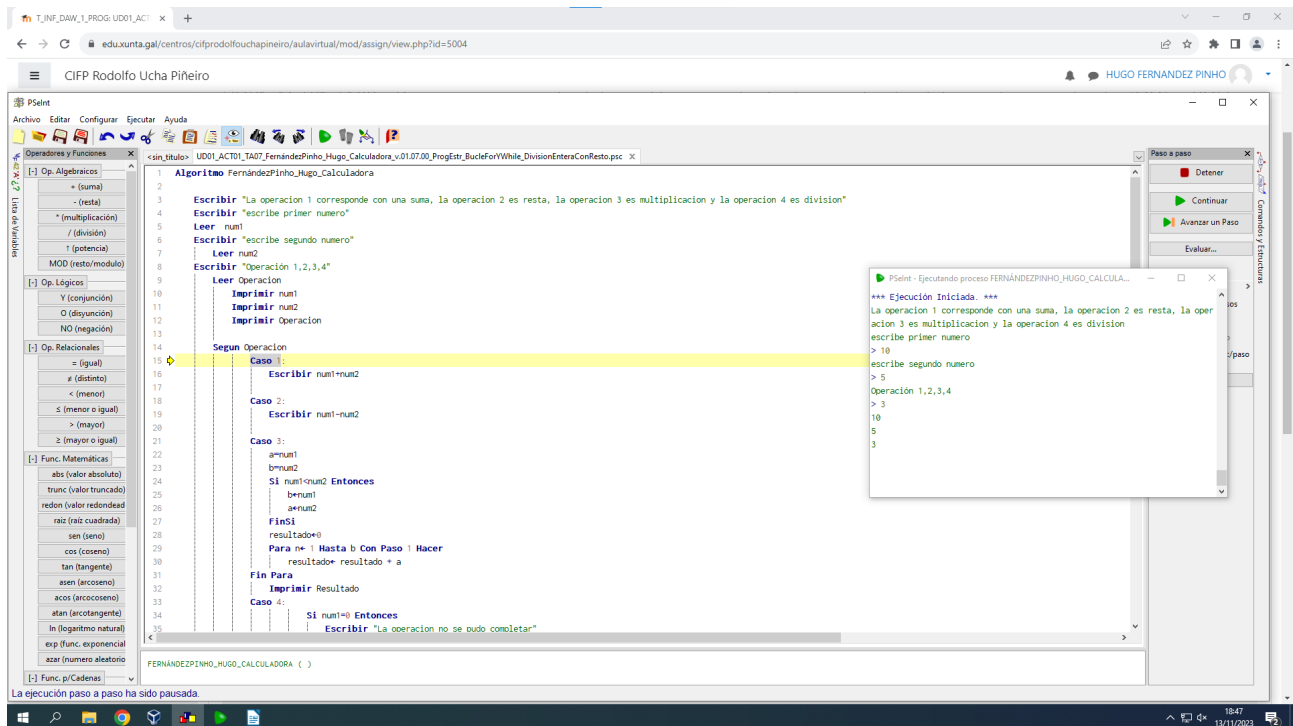 T_INF_DAW_1_PROG: UD01_ACT
edu.xunta.gal/centros/cifprodolfouchapineiro/aulavirtual/mod/assign/view.php?id=5004
CIFP Rodolfo Ucha Piñeiro
HUGO FERNANDEZ PINHO
PSeInt
Archivo Editar Configurar Ejecutar Ayuda
Operadores y Funciones
<sin_titulo> UD01_ACT01_TA07_FernándezPinho_Hugo_Calculadora_v.01.07.00_ProgEstr_BucleForYWhile_DivisionEnteraConResto.psc
Lista de Variables
[-] Op. Algebraicos
+ (suma)
- (resta)
* (multiplicación)
/ (división)
↑ (potencia)
MOD (resto/modulo)
[-] Op. Lógicos
Y (conjunción)
O (disyunción)
NO (negación)
[-] Op. Relacionales
= (igual)
≠ (distinto)
< (menor)
≤ (menor o igual)
> (mayor)
≥ (mayor o igual)
[-] Func. Matemáticas
abs (valor absoluto)
trunc (valor truncado)
redon (valor redondead
raiz (raíz cuadrada)
sen (seno)
cos (coseno)
tan (tangente)
asen (arcoseno)
acos (arcocoseno)
atan (arcotangente)
ln (logaritmo natural)
exp (func. exponencial
azar (numero aleatorio
[-] Func. p/Cadenas
1 Algoritmo FernándezPinho_Hugo_Calculadora
2
3 Escribir "La operacion 1 corresponde con una suma, la operacion 2 es resta, la operacion 3 es multiplicacion y la operacion 4 es division"
4 Escribir "escribe primer numero"
5 Leer num1
6 Escribir "escribe segundo numero"
7 Leer num2
8 Escribir "Operación 1,2,3,4"
9 Leer Operacion
10 Imprimir num1
11 Imprimir num2
12 Imprimir Operacion
13
14 Segun Operacion
15 Caso 1:
16 Escribir num1+num2
17
18 Caso 2:
19 Escribir num1-num2
20
21 Caso 3:
22 a=num1
23 b=num2
24 Si num1<num2 Entonces
25 b←num1
26 a←num2
27 FinSi
28 resultado←0
29 Para n← 1 Hasta b Con Paso 1 Hacer
30 resultado← resultado + a
31 Fin Para
32 Imprimir Resultado
33 Caso 4:
34 Si num1=0 Entonces
35 Escribir "La operacion no se pudo completar"
FERNÁNDEZPINHO_HUGO_CALCULADORA ( )
Paso a paso
Detener
Continuar
Avanzar un Paso
Evaluar...
sos
/paso
Comandos y Estructuras
PSeInt - Ejecutando proceso FERNÁNDEZPINHO_HUGO_CALCULA...
*** Ejecución Iniciada. ***
La operacion 1 corresponde con una suma, la operacion 2 es resta, la oper
acion 3 es multiplicacion y la operacion 4 es division
escribe primer numero
> 10
escribe segundo numero
> 5
Operación 1,2,3,4
> 3
10
5
3
La ejecución paso a paso ha sido pausada.
18:47
13/11/2023